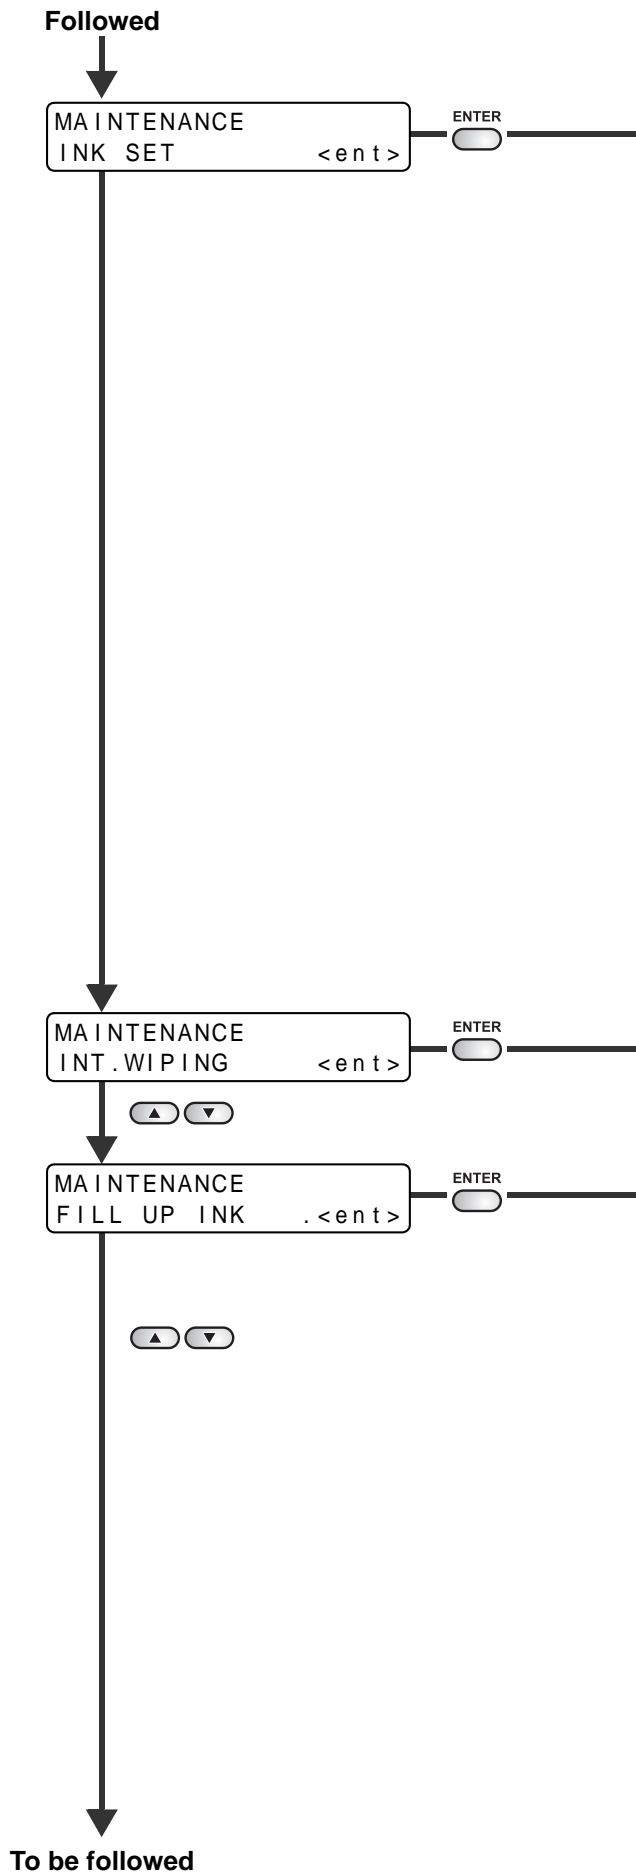 Followed
MAINTENANCE
INK SET <ent>
ENTER
MAINTENANCE
INT.WIPING <ent>
ENTER
MAINTENANCE
FILL UP INK .<ent>
ENTER
To be followed